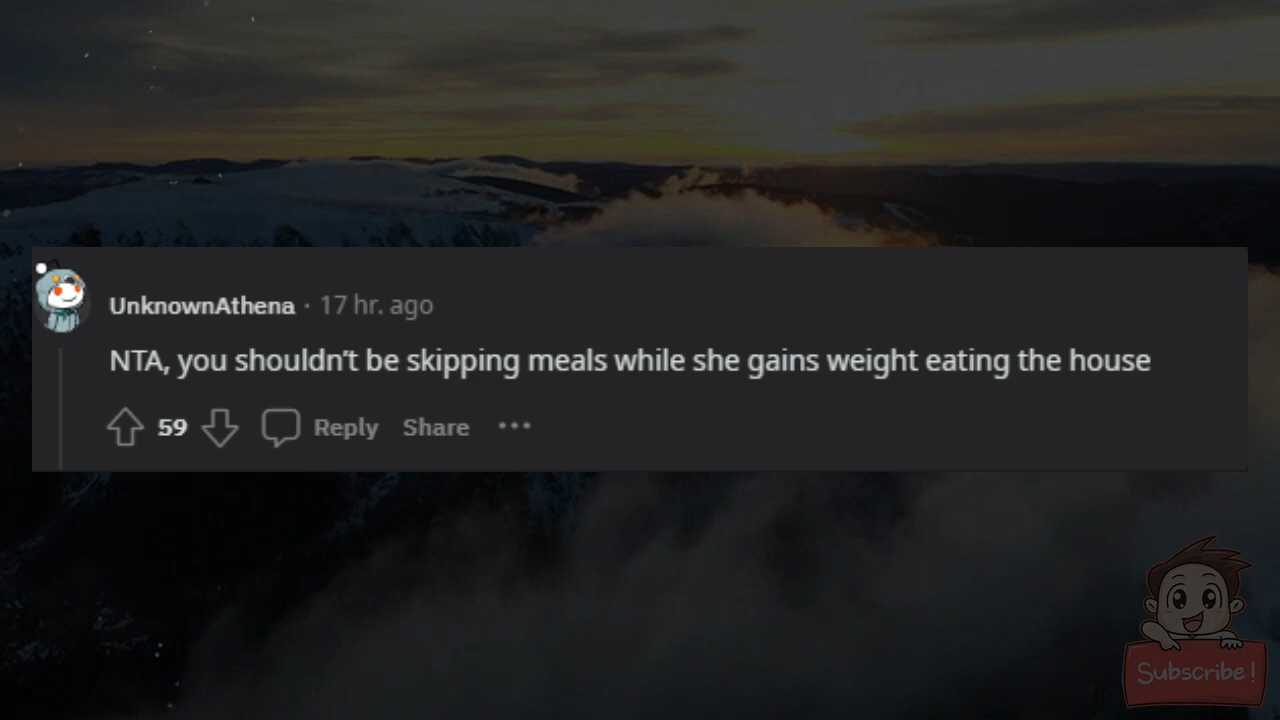 UnknownAthena · 17 hr. ago
NTA, you shouldn't be skipping meals while she gains weight eating the house
59 Reply Share ···
Subscribe!